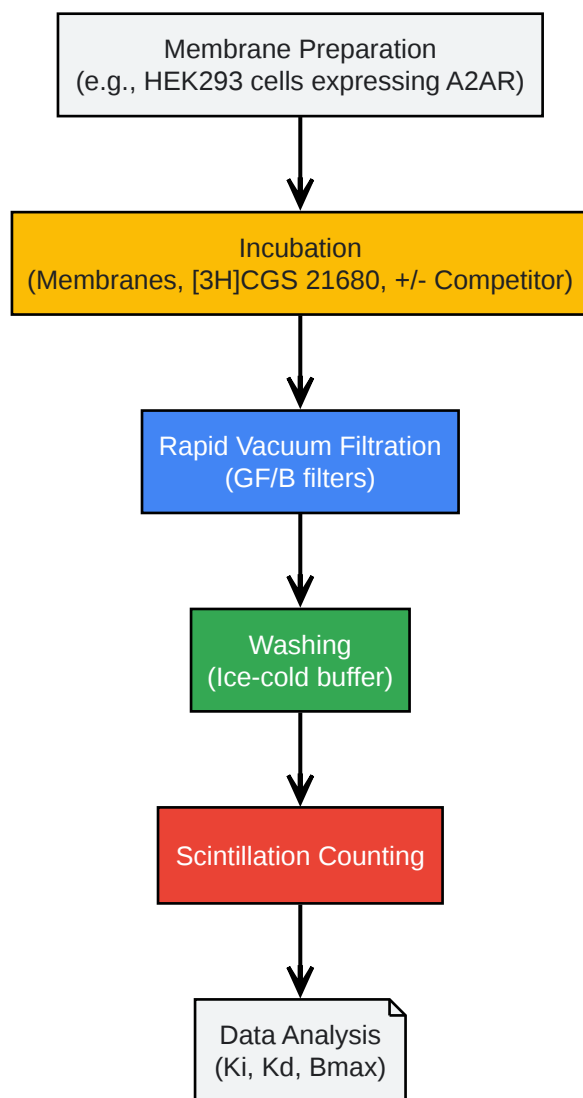 Membrane Preparation
(e.g., HEK293 cells expressing A2AR)
Incubation
(Membranes, [3H]CGS 21680, +/- Competitor)
Rapid Vacuum Filtration
(GF/B filters)
Washing
(Ice-cold buffer)
Scintillation Counting
Data Analysis
(Ki, Kd, Bmax)